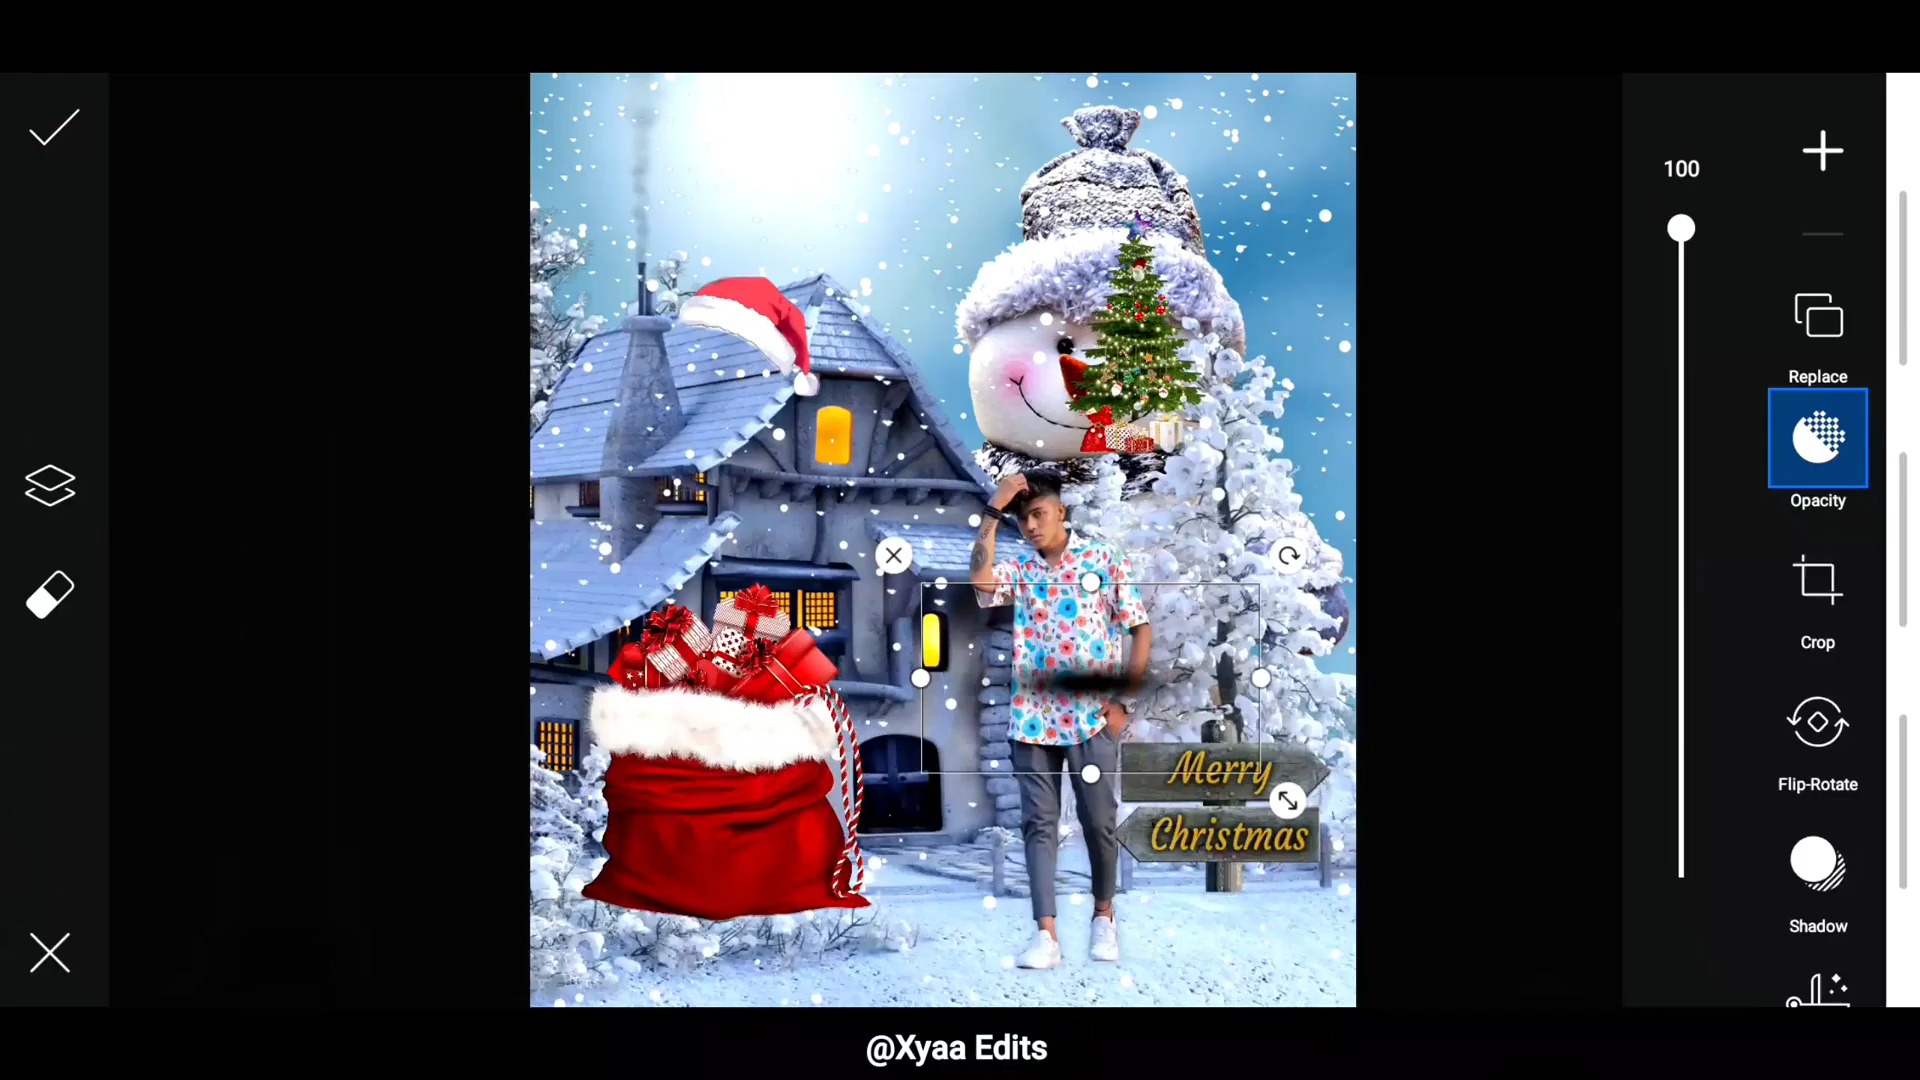 100
Replace
Opacity
Crop
Flip-Rotate
Shadow
Merry
Christmas
@Xyaa Edits